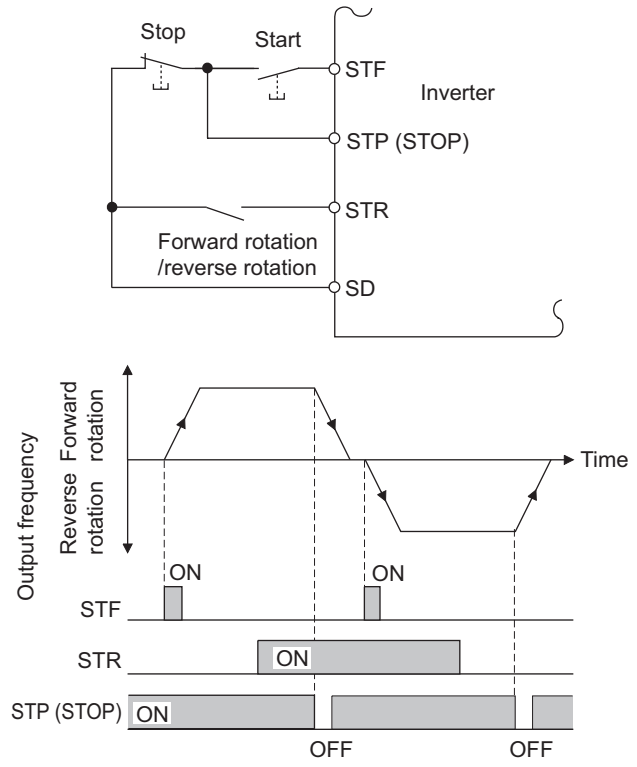 Stop
Start
STF
Inverter
STP (STOP)
STR
Forward rotation
/reverse rotation
SD
Output frequency
Reverse Forward
rotation rotation
Time
ON
ON
STF
STR
ON
STP (STOP)
ON
OFF
OFF